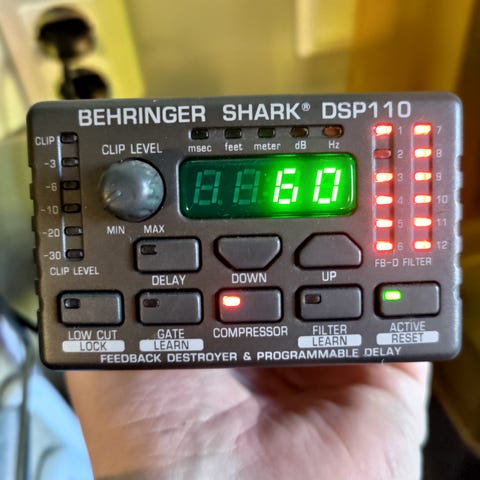 BEHRINGER SHARK® DSP110
CLIP
-3
-6
-10
-20
-30
CLIP LEVEL
CLIP LEVEL
MIN MAX
msec feet meter dB Hz
60
1 7
2 8
3 9
4 10
5 11
6 12
FB-D FILTER
DELAY DOWN UP
LOW CUT GATE COMPRESSOR FILTER ACTIVE
LOCK LEARN LEARN RESET
FEEDBACK DESTROYER & PROGRAMMABLE DELAY